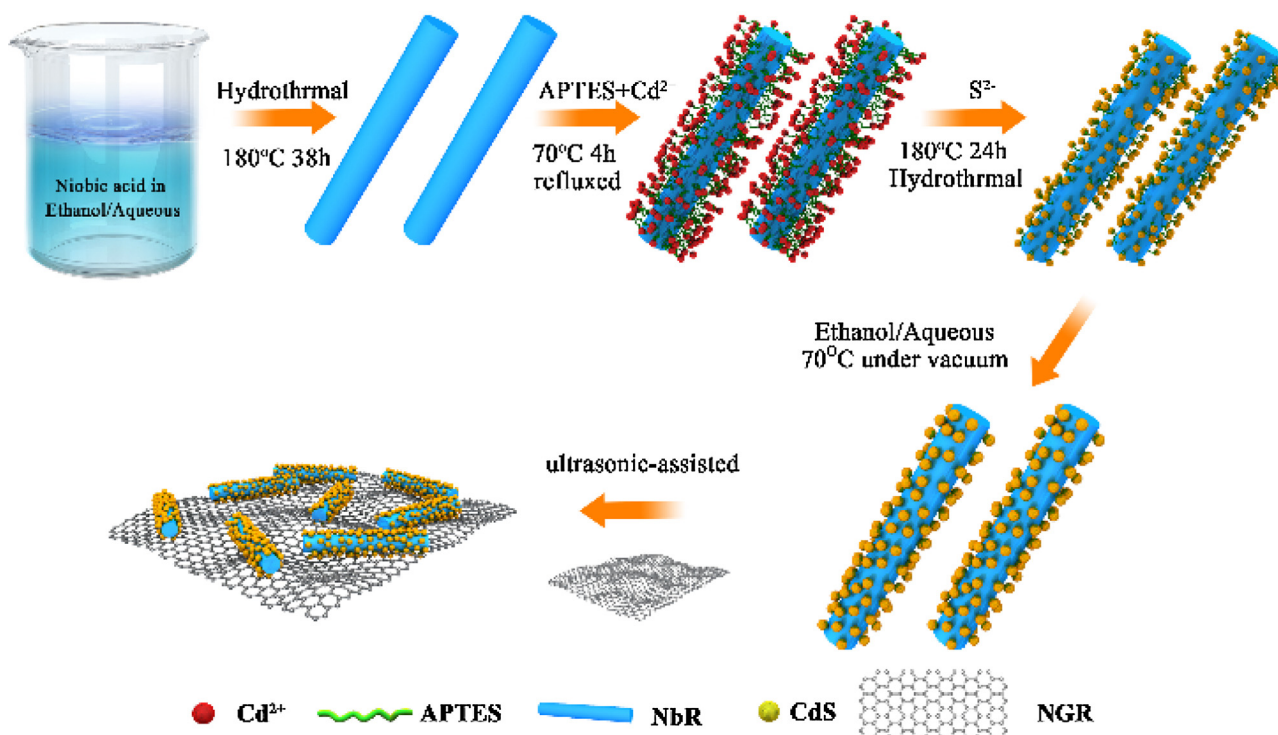 Niobic acid in
Ethanol/Aqueous
Hydrothrmal
180°C 38h
APTES+Cd²⁻
70°C 4h
refluxed
S²⁻
180°C 24h
Hydrothrmal
Ethanol/Aqueous
70°C under vacuum
ultrasonic-assisted
Cd²⁺
APTES
NbR
CdS
NGR